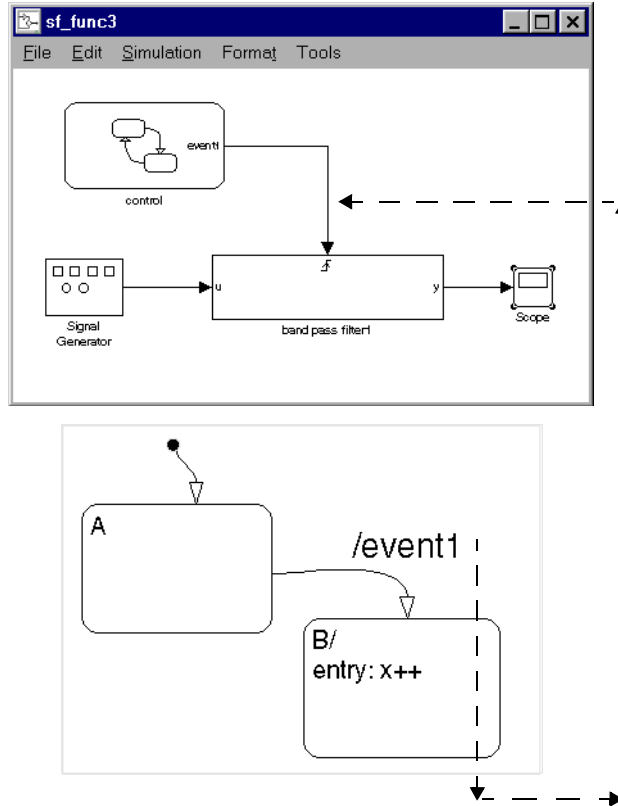 sf_func3
File Edit Simulation Format Tools
event1
control
u
y
Signal
Generator
band pass filter1
Scope
A
/event1
B/
entry: x++